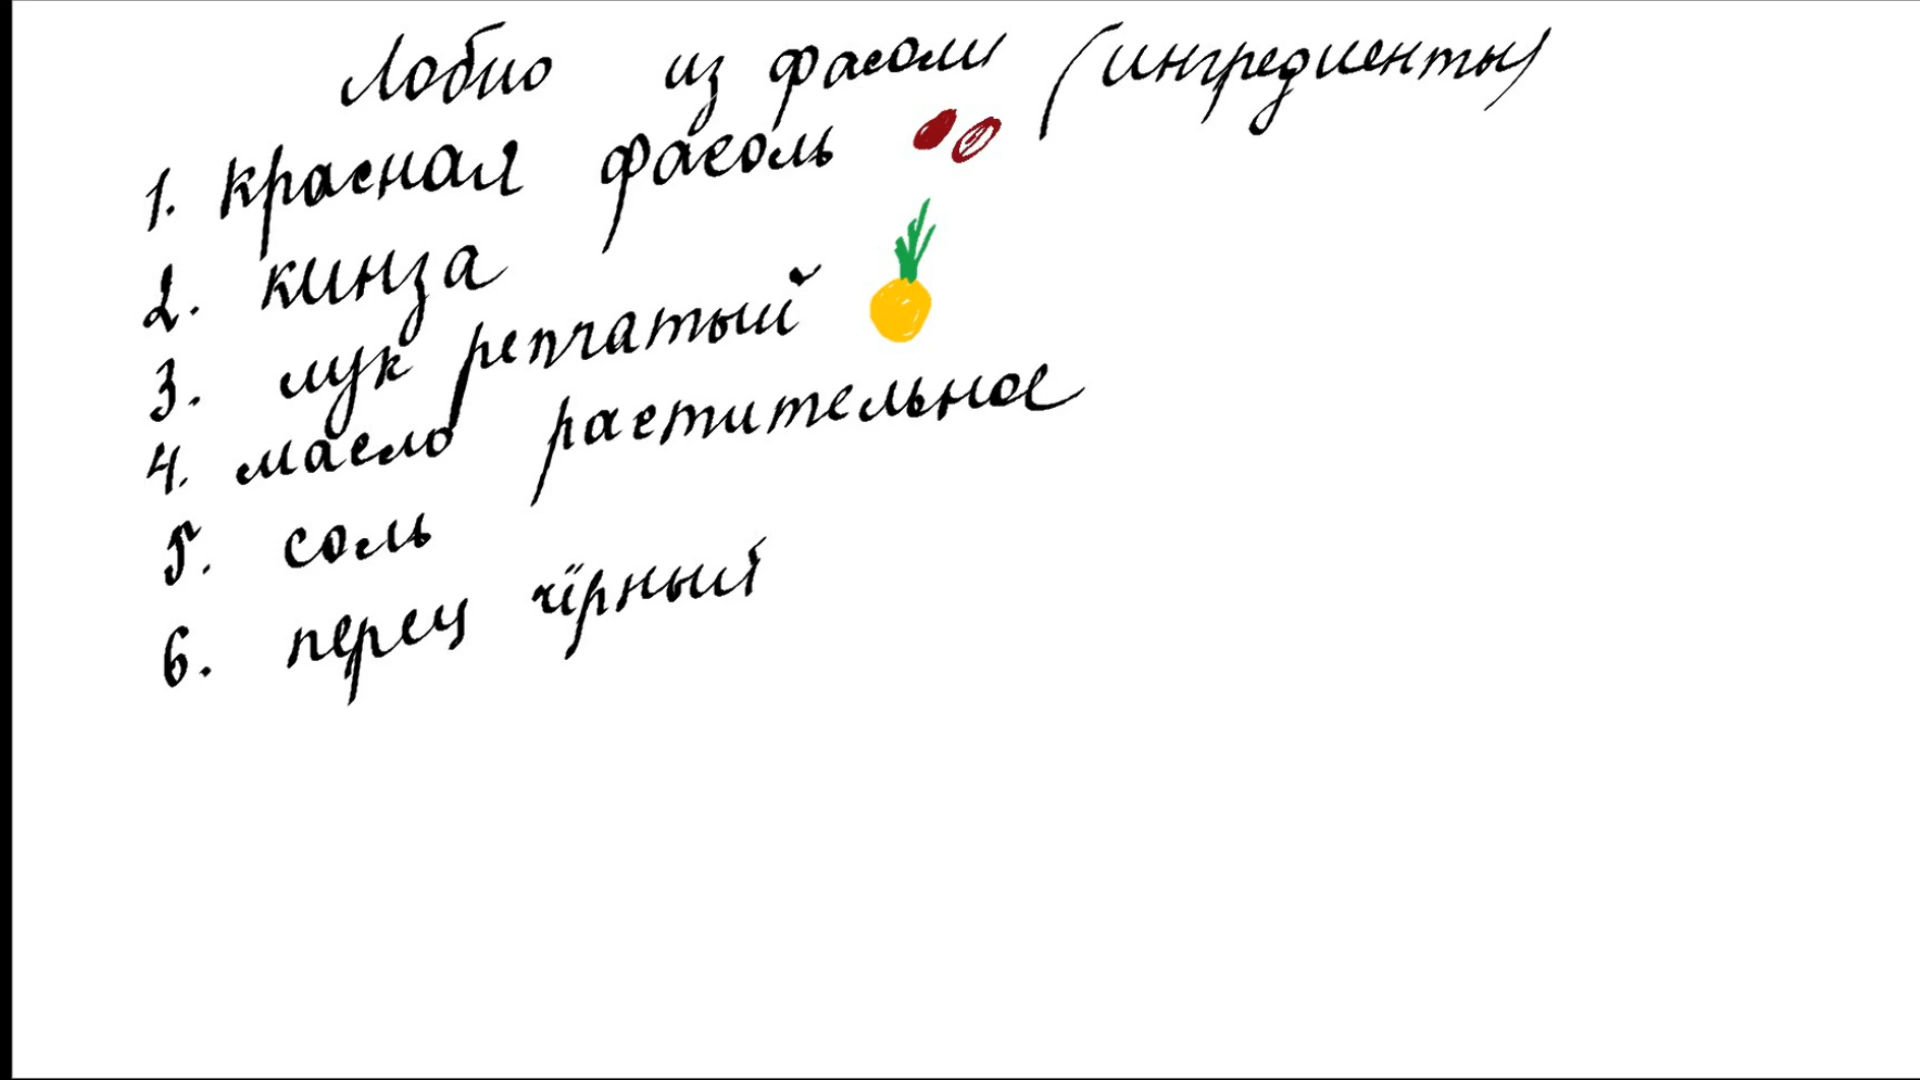 Лобио из фасоли (ингредиенты)
1. красная фасоль
2. кинза
3. лук репчатый
4. масло растительное
5. соль
6. перец чёрный